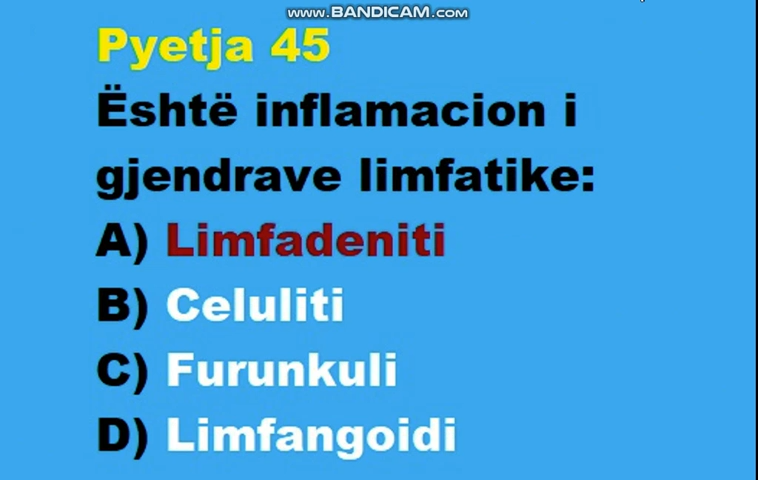 www.BANDICAM.com
Pyetja 45
Është inflamacion i
gjendrave limfatike:
A) Limfadeniti
B) Celuliti
C) Furunkuli
D) Limfangoidi